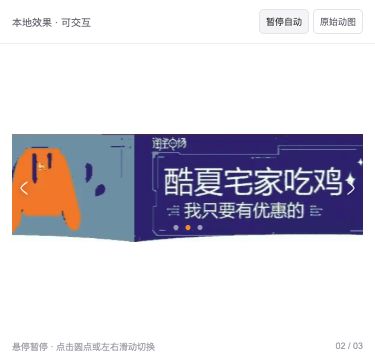 本地效果 · 可交互
暂停自动
原始动图
酷夏宅家吃鸡
我只要有优惠的
悬停暂停 · 点击圆点或左右滑动切换
02 / 03